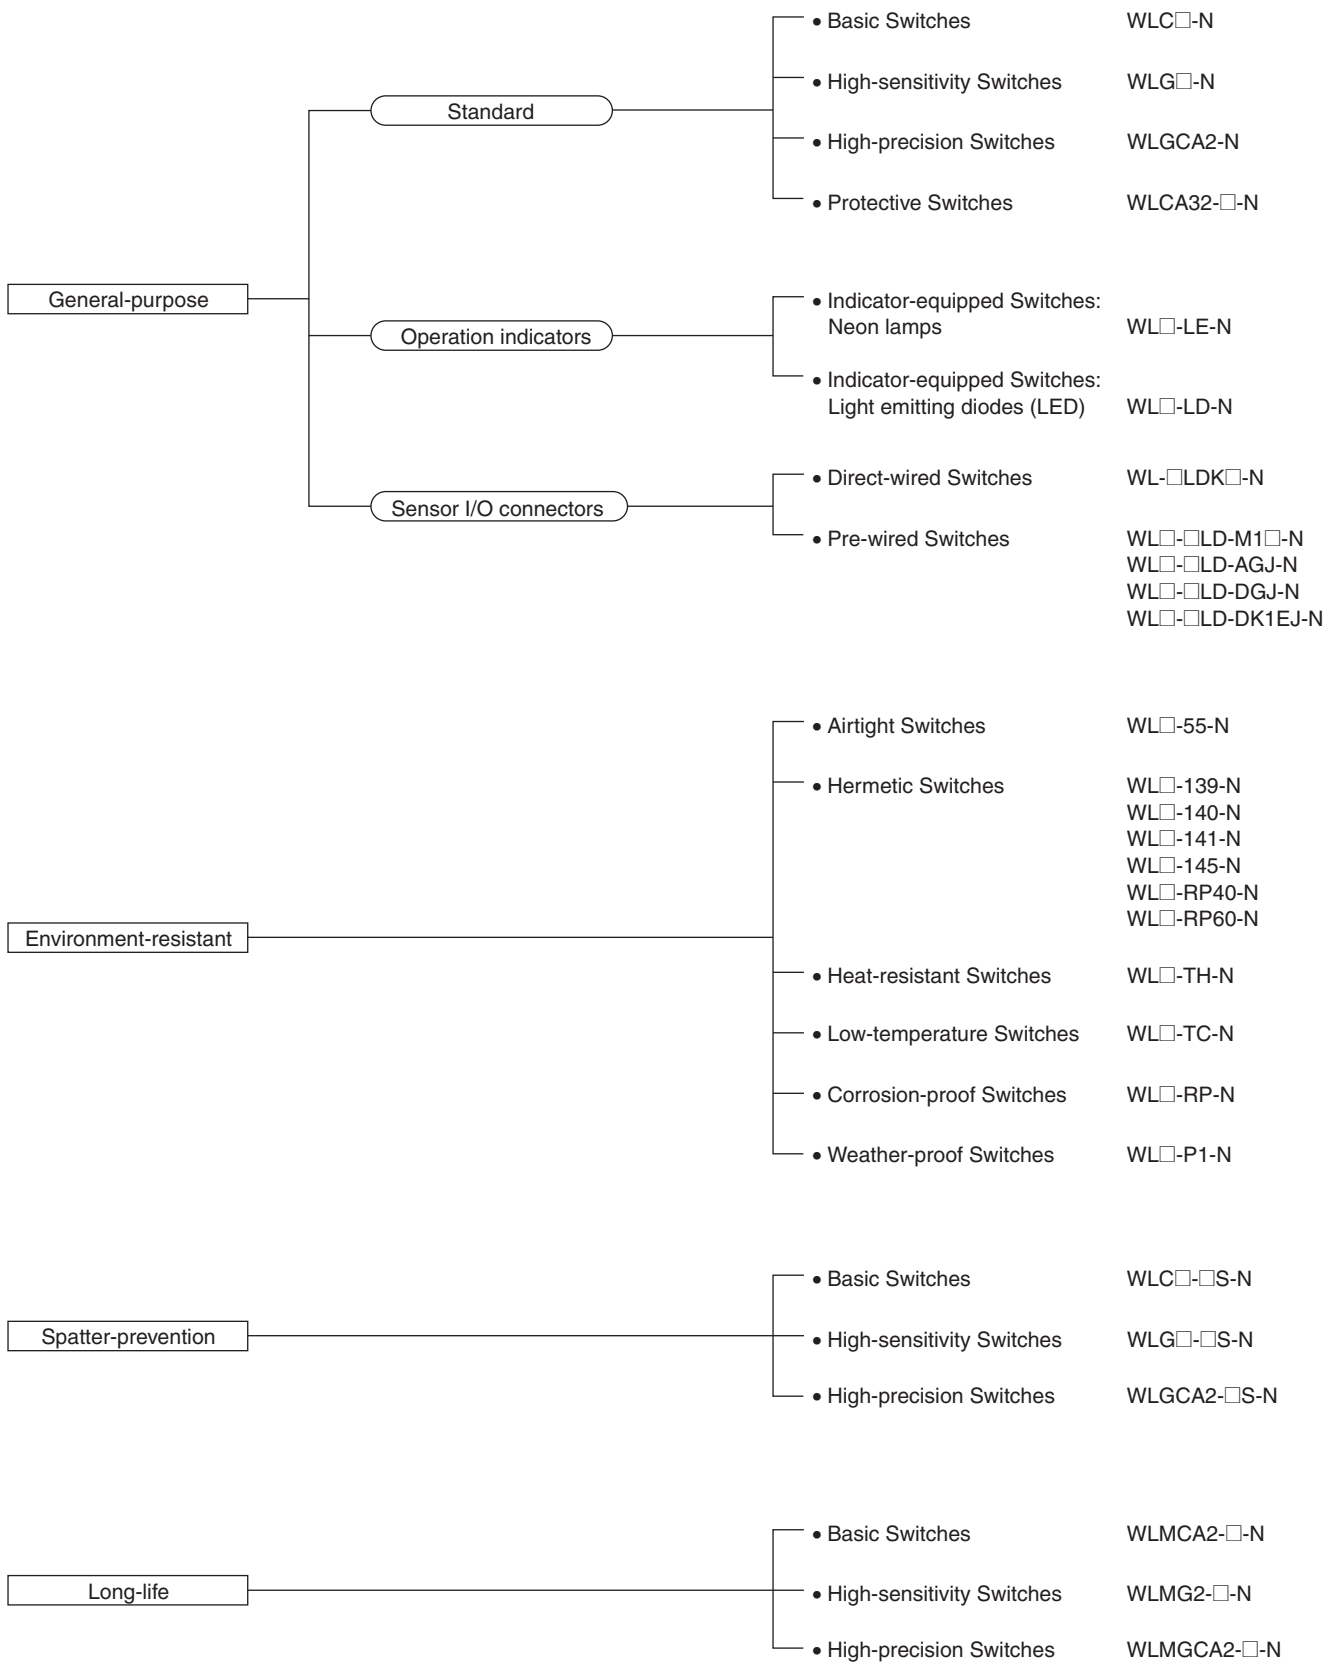 • Basic Switches WLC□-N
• High-sensitivity Switches WLG□-N
Standard
• High-precision Switches WLGCA2-N
• Protective Switches WLCA32-□-N
General-purpose
• Indicator-equipped Switches:
Neon lamps WL□-LE-N
Operation indicators
• Indicator-equipped Switches:
Light emitting diodes (LED) WL□-LD-N
• Direct-wired Switches WL-□LDK□-N
Sensor I/O connectors
• Pre-wired Switches WL□-□LD-M1□-N
WL□-□LD-AGJ-N
WL□-□LD-DGJ-N
WL□-□LD-DK1EJ-N
• Airtight Switches WL□-55-N
• Hermetic Switches WL□-139-N
WL□-140-N
WL□-141-N
WL□-145-N
WL□-RP40-N
WL□-RP60-N
Environment-resistant
• Heat-resistant Switches WL□-TH-N
• Low-temperature Switches WL□-TC-N
• Corrosion-proof Switches WL□-RP-N
• Weather-proof Switches WL□-P1-N
• Basic Switches WLC□-□S-N
Spatter-prevention
• High-sensitivity Switches WLG□-□S-N
• High-precision Switches WLGCA2-□S-N
• Basic Switches WLMCA2-□-N
Long-life
• High-sensitivity Switches WLMG2-□-N
• High-precision Switches WLMGCA2-□-N